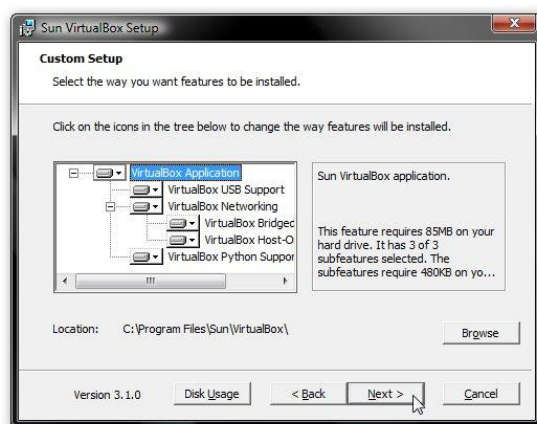 Sun VirtualBox Setup
Custom Setup
Select the way you want features to be installed.
Click on the icons in the tree below to change the way features will be installed.
VirtualBox Application
VirtualBox USB Support
VirtualBox Networking
VirtualBox Bridged
VirtualBox Host-O
VirtualBox Python Suppor
Sun VirtualBox application.
This feature requires 85MB on your
hard drive. It has 3 of 3
subfeatures selected. The
subfeatures require 480KB on yo...
Location: C:\Program Files\Sun\VirtualBox\
Browse
Version 3.1.0 Disk Usage < Back Next > Cancel